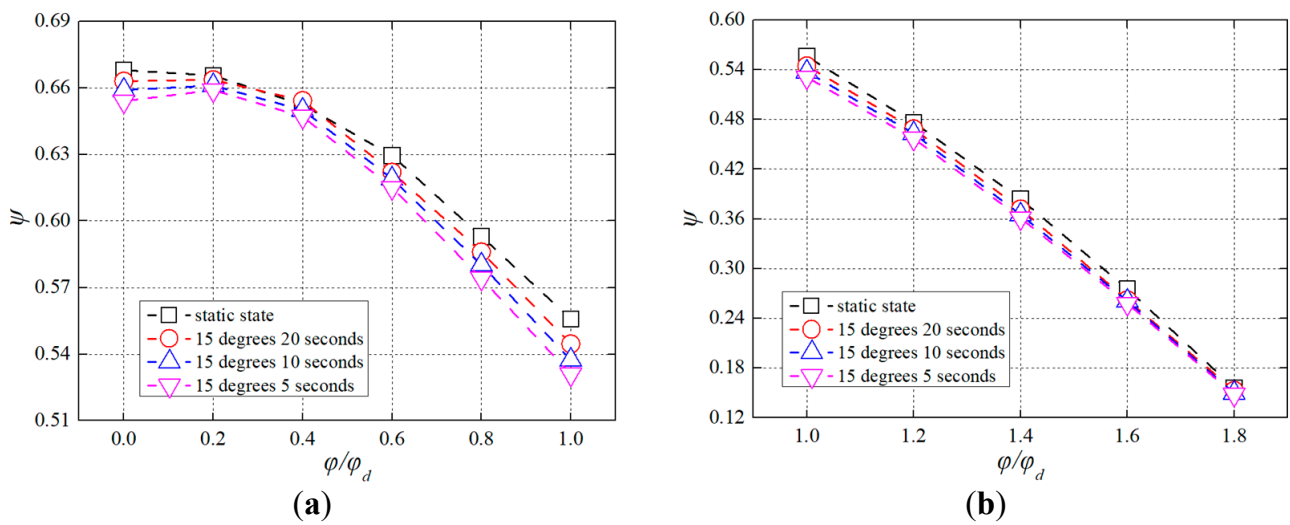 0.69
0.66
0.63
0.60
0.57
0.54
0.51
ψ
static state
15 degrees 20 seconds
15 degrees 10 seconds
15 degrees 5 seconds
0.0 0.2 0.4 0.6 0.8 1.0
φ/φd
(a)
0.60
0.54
0.48
0.42
0.36
0.30
0.24
0.18
0.12
ψ
static state
15 degrees 20 seconds
15 degrees 10 seconds
15 degrees 5 seconds
1.0 1.2 1.4 1.6 1.8
φ/φd
(b)